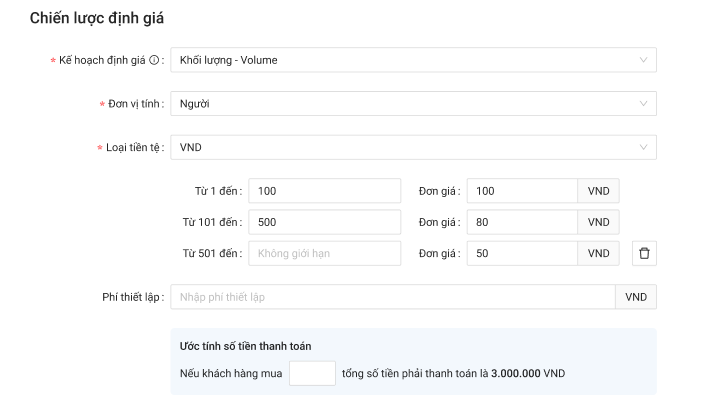 Chiến lược định giá
* Kế hoạch định giá ⓘ : Khối lượng - Volume
* Đơn vị tính : Người
* Loại tiền tệ : VND
Từ 1 đến : 100 Đơn giá : 100 VND
Từ 101 đến : 500 Đơn giá : 80 VND
Từ 501 đến : Không giới hạn Đơn giá : 50 VND
Phí thiết lập : Nhập phí thiết lập VND
Ước tính số tiền thanh toán
Nếu khách hàng mua tổng số tiền phải thanh toán là 3.000.000 VND